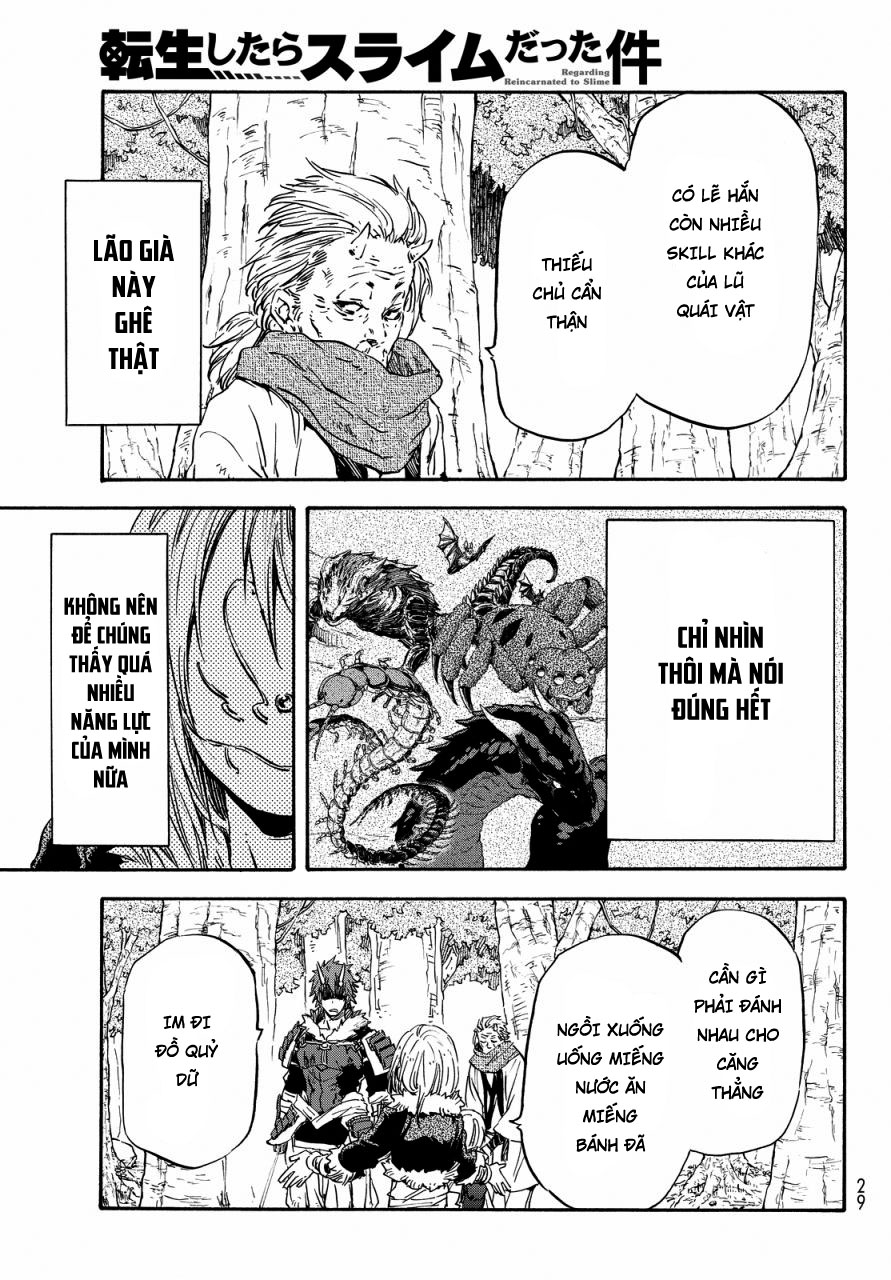 転生したらスライムだった件
Regarding
Reincarnated to Slime
CÓ LẼ HẮN
CÒN NHIỀU
SKILL KHÁC
CỦA LŨ
QUÁI VẬT
THIẾU
CHỦ CẨN
THẬN
LÃO GIÀ
NÀY
GHÊ
THẬT
CHỈ NHÌN
THÔI MÀ NÓI
ĐÚNG HẾT
KHÔNG NÊN
ĐỂ CHÚNG
THẤY QUÁ
NHIỀU
NĂNG LỰC
CỦA MÌNH
NỮA
CẦN GÌ
PHẢI ĐÁNH
NHAU CHO
CĂNG
THẲNG
NGỒI XUỐNG
UỐNG MIẾNG
NƯỚC ĂN
MIẾNG
BÁNH ĐÃ
IM ĐI
ĐỒ QUỶ
DỮ
29